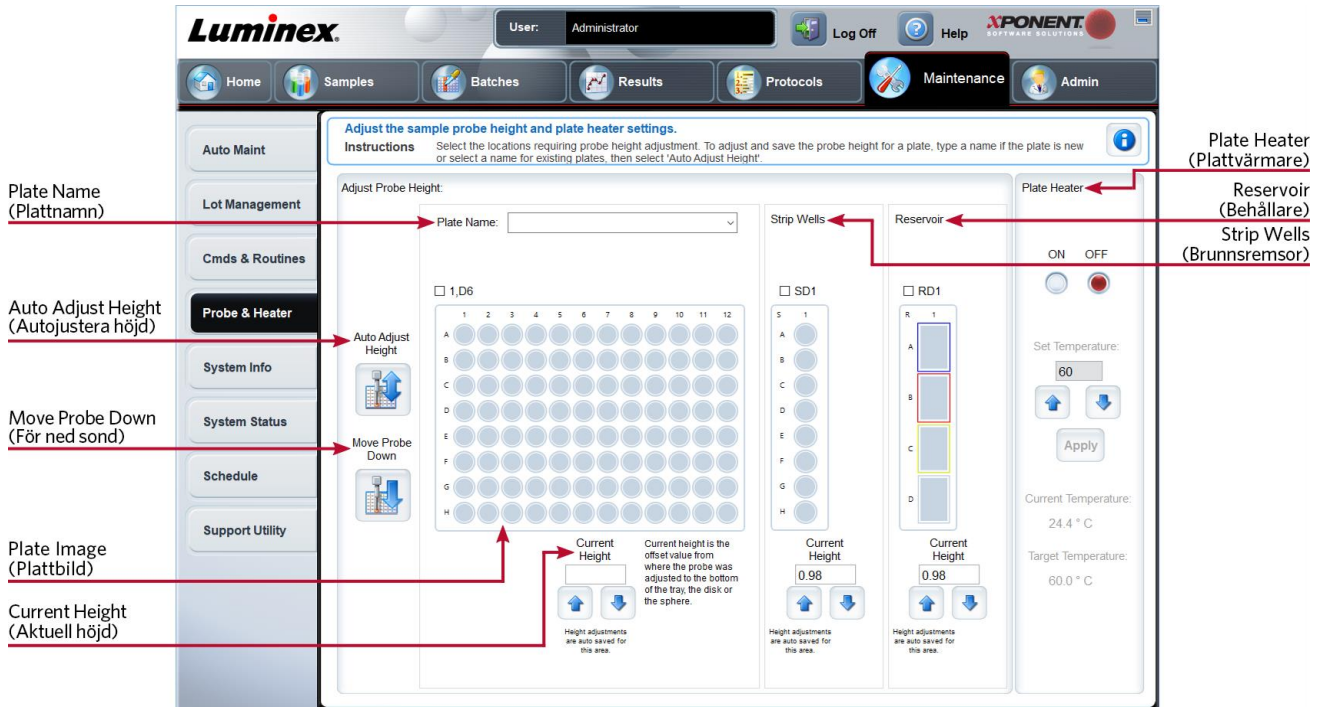 Luminex.
User: Administrator
Log Off
Help
XPONENT.
SOFTWARE SOLUTIONS
Home
Samples
Batches
Results
Protocols
Maintenance
Admin
Auto Maint
Lot Management
Cmds & Routines
Probe & Heater
System Info
System Status
Schedule
Support Utility
Adjust the sample probe height and plate heater settings.
Instructions Select the locations requiring probe height adjustment. To adjust and save the probe height for a plate, type a name if the plate is new
or select a name for existing plates, then select 'Auto Adjust Height'.
Plate Name
(Plattnamn)
Auto Adjust Height
(Autojustera höjd)
Move Probe Down
(För ned sond)
Plate Image
(Plattbild)
Current Height
(Aktuell höjd)
Adjust Probe Height:
Plate Name:
Auto Adjust
Height
Move Probe
Down
1,D6
1 2 3 4 5 6 7 8 9 10 11 12
A
B
C
D
E
F
G
H
Current
Height
Current height is the
offset value from
where the probe was
adjusted to the bottom
of the tray, the disk or
the sphere.
Height adjustments
are auto saved for
this area.
Strip Wells
SD1
S 1
A
B
C
D
E
F
G
H
Current
Height
0.98
Height adjustments
are auto saved for
this area.
Reservoir
RD1
R 1
A
B
C
D
Current
Height
0.98
Height adjustments
are auto saved for
this area.
Plate Heater
ON OFF
Set Temperature:
60
Apply
Current Temperature:
24.4 ° C
Target Temperature:
60.0 ° C
Plate Heater
(Plattvärmare)
Reservoir
(Behållare)
Strip Wells
(Brunnsremsor)